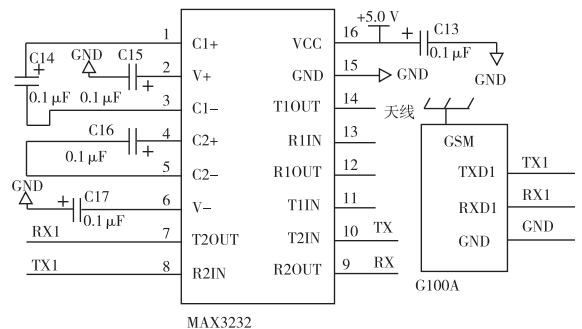 +5.0 V
C14
0.1 μF
GND
C15
0.1 μF
C16
0.1 μF
GND
C17
0.1 μF
RX1
TX1
1
2
3
4
5
6
7
8
C1+
V+
C1−
C2+
C2−
V−
T2OUT
R2IN
VCC
GND
T1OUT
R1IN
R1OUT
T1IN
T2IN
R2OUT
16
15
14
13
12
11
10
9
GND
TX
RX
C13
0.1 μF
GND
天线
GSM
TXD1
RXD1
GND
TX1
RX1
GND
G100A
MAX3232